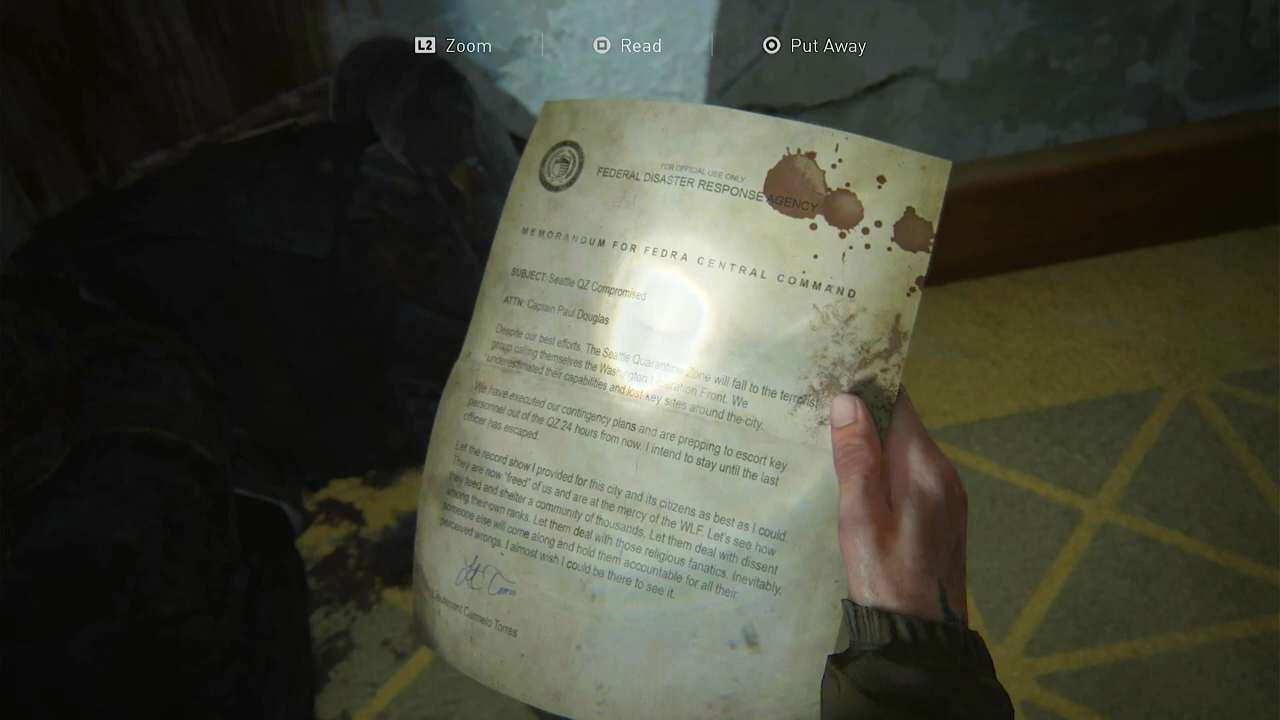 L2 Zoom
Read
Put Away
FOR OFFICIAL USE ONLY
FEDERAL DISASTER RESPONSE AGENCY
MEMORANDUM FOR FEDRA CENTRAL COMMAND
SUBJECT: Seattle QZ Compromised
ATTN: Captain Paul Douglas
Despite our best efforts, The Seattle Quarantine Zone will fall to the terrorist
group calling themselves the Washington Liberation Front. We
underestimated their capabilities and lost key sites around the city.
We have executed our contingency plans and are prepping to escort key
personnel out of the QZ 24 hours from now. I intend to stay until the last
officer has escaped.
Let the record show I provided for this city and its citizens as best as I could.
They are now "freed" of us and are at the mercy of the WLF. Let's see how
they feed and shelter a community of thousands. Let them deal with dissent
among their own ranks. Let them deal with those religious fanatics. Inevitably,
someone else will come along and hold them accountable for all their
perceived wrongs. I almost wish I could be there to see it.
Lieutenant Carmelo Torres